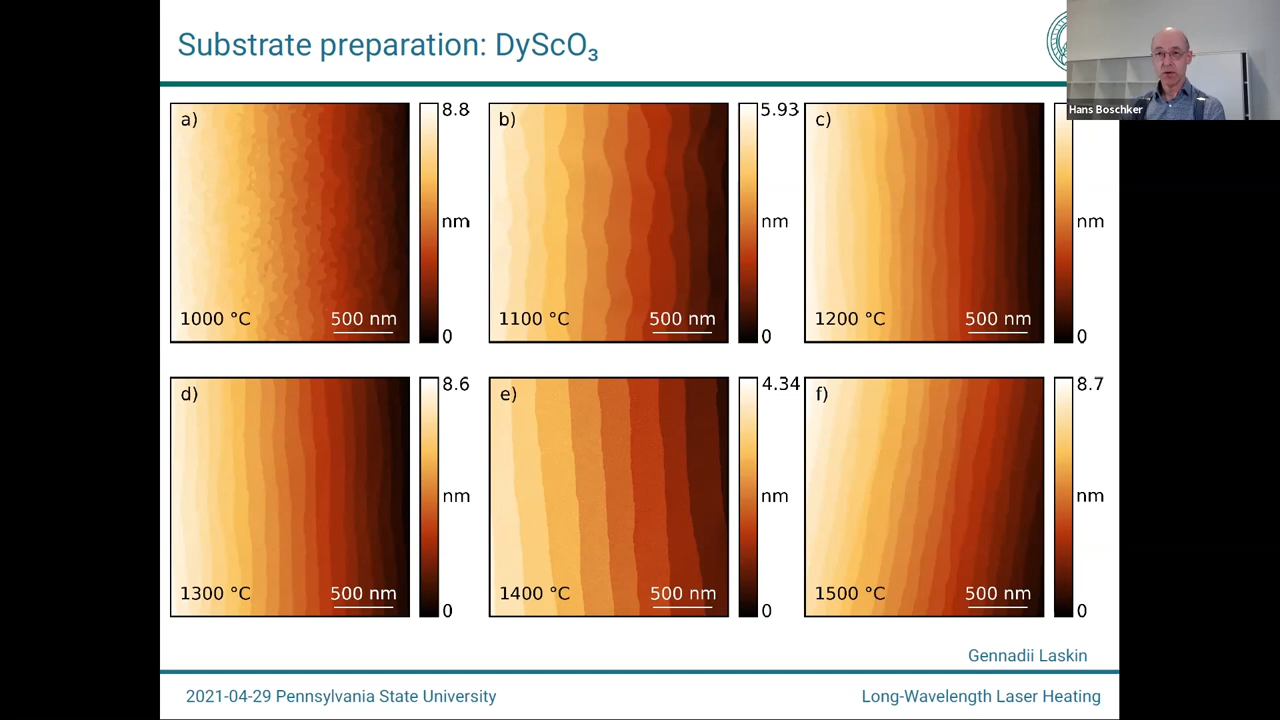 Substrate preparation: DyScO₃
Hans Boschker
a)
8.8
nm
0
1000 °C
500 nm
b)
5.93
nm
0
1100 °C
500 nm
c)
nm
0
1200 °C
500 nm
d)
8.6
nm
0
1300 °C
500 nm
e)
4.34
nm
0
1400 °C
500 nm
f)
8.7
nm
0
1500 °C
500 nm
Gennadii Laskin
2021-04-29 Pennsylvania State University
Long-Wavelength Laser Heating